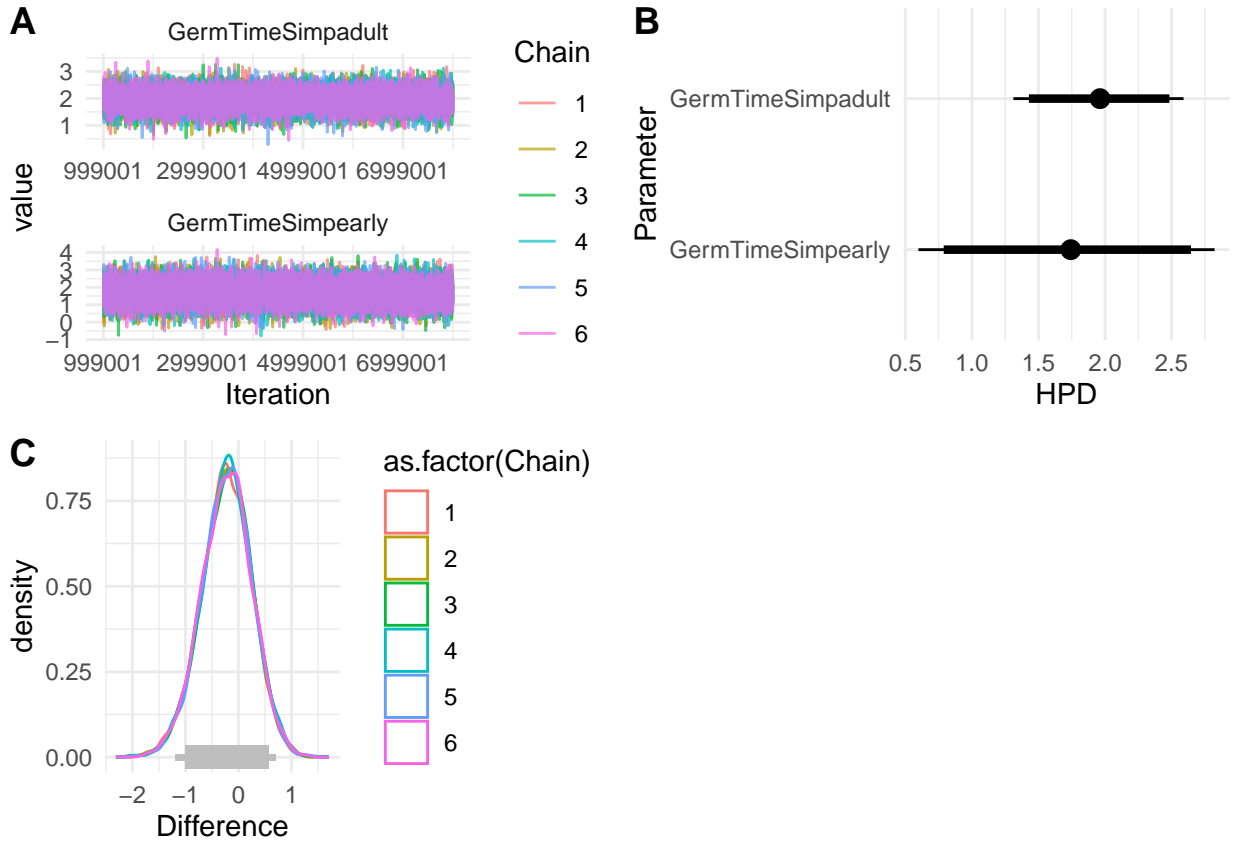 A
GermTimeSimpadult
3
2
1
999001 2999001 4999001 6999001
GermTimeSimpearly
4
3
2
1
0
−1
999001 2999001 4999001 6999001
value
Iteration
Chain
1
2
3
4
5
6
B
GermTimeSimpadult
GermTimeSimpearly
Parameter
0.5 1.0 1.5 2.0 2.5
HPD
C
0.75
0.50
0.25
0.00
density
−2 −1 0 1
Difference
as.factor(Chain)
1
2
3
4
5
6